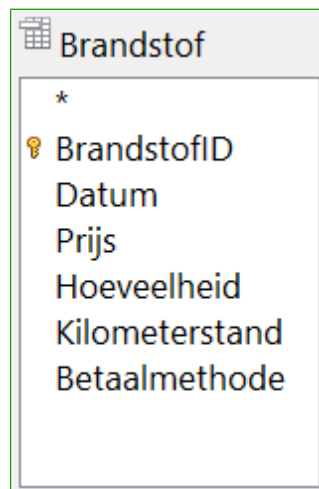 Brandstof
*
BrandstofID
Datum
Prijs
Hoeveelheid
Kilometerstand
Betaalmethode